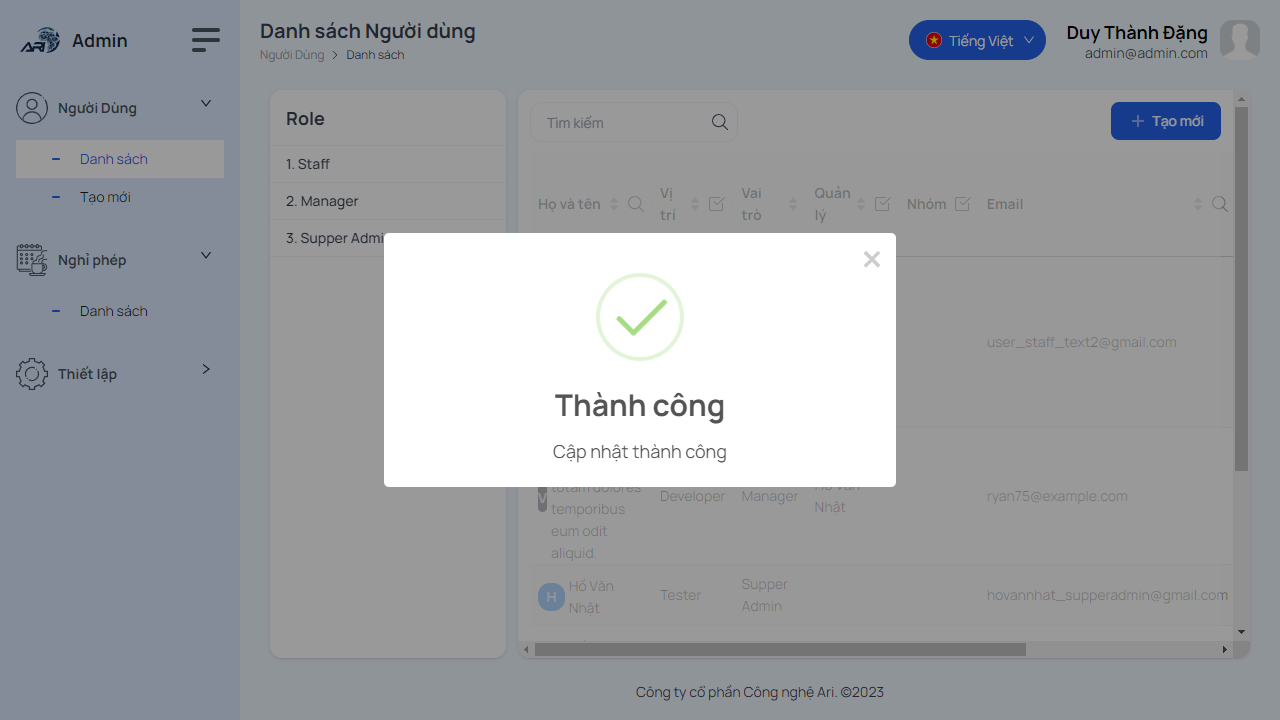 ARI
Admin
Người Dùng
Danh sách
Tạo mới
Nghỉ phép
Danh sách
Thiết lập
Danh sách Người dùng
Người Dùng > Danh sách
Tiếng Việt
Duy Thành Đặng
admin@admin.com
Role
1. Staff
2. Manager
3. Supper Admin
Tìm kiếm
+ Tạo mới
Họ và tên
Vị trí
Vai trò
Quản lý
Nhóm
Email
user_staff_text2@gmail.com
Thành công
Cập nhật thành công
V
totam dolores
temporibus
eum odit
aliquid.
Developer
Manager
Hồ Văn
Nhật
ryan75@example.com
H
Hồ Văn
Nhật
Tester
Supper
Admin
hovannhat_supperadmin@gmail.com
Công ty cổ phần Công nghệ Ari. ©2023